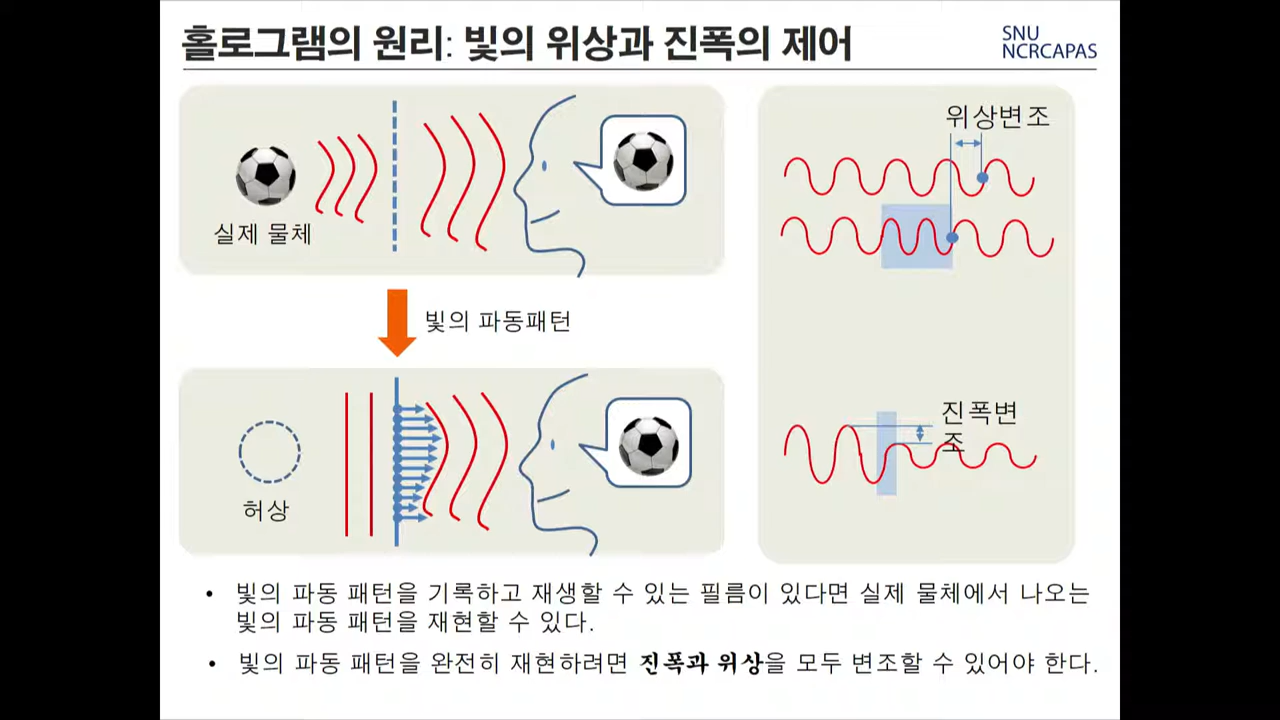 홀로그램의 원리: 빛의 위상과 진폭의 제어
SNU
NCRCAPAS
실제 물체
빛의 파동패턴
허상
위상변조
진폭변
조
• 빛의 파동 패턴을 기록하고 재생할 수 있는 필름이 있다면 실제 물체에서 나오는
빛의 파동 패턴을 재현할 수 있다.
• 빛의 파동 패턴을 완전히 재현하려면 진폭과 위상을 모두 변조할 수 있어야 한다.